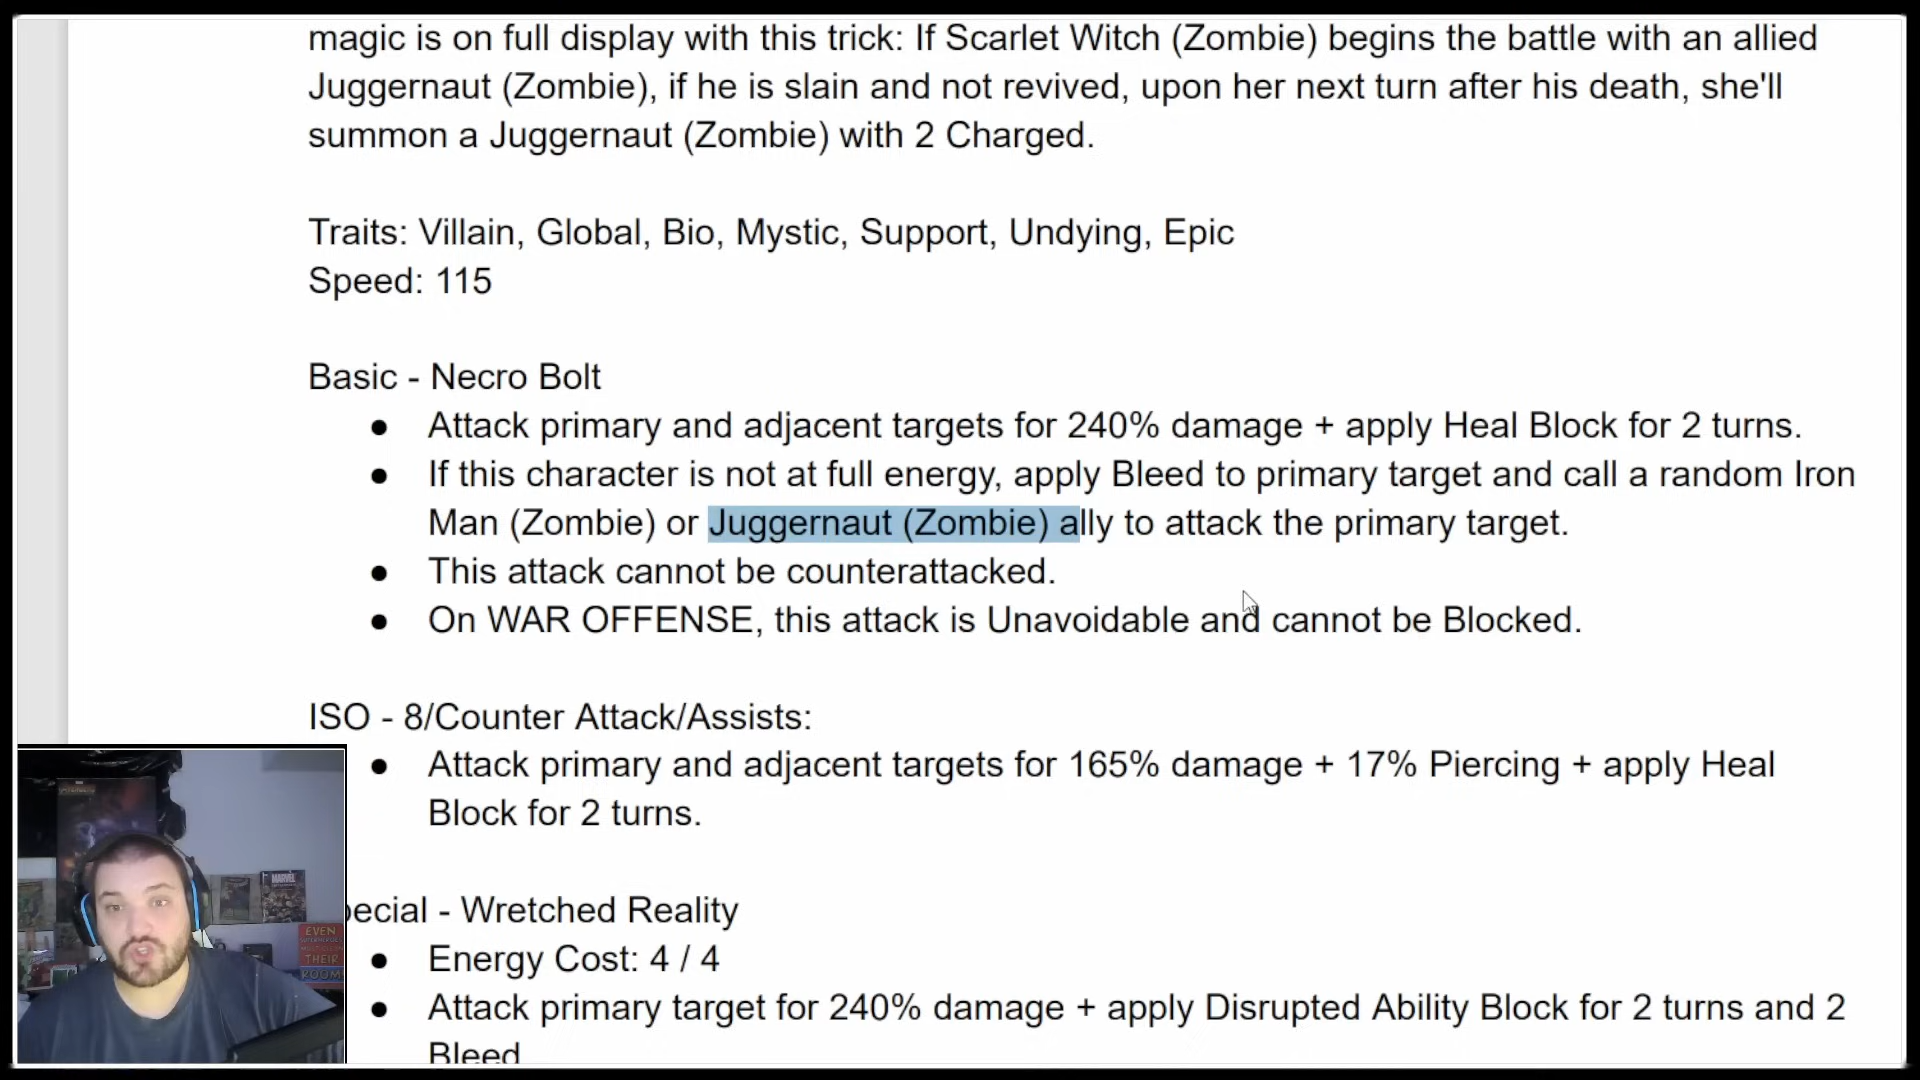 magic is on full display with this trick: If Scarlet Witch (Zombie) begins the battle with an allied
Juggernaut (Zombie), if he is slain and not revived, upon her next turn after his death, she'll
summon a Juggernaut (Zombie) with 2 Charged.
Traits: Villain, Global, Bio, Mystic, Support, Undying, Epic
Speed: 115
Basic - Necro Bolt
● Attack primary and adjacent targets for 240% damage + apply Heal Block for 2 turns.
● If this character is not at full energy, apply Bleed to primary target and call a random Iron
Man (Zombie) or Juggernaut (Zombie) ally to attack the primary target.
● This attack cannot be counterattacked.
● On WAR OFFENSE, this attack is Unavoidable and cannot be Blocked.
ISO - 8/Counter Attack/Assists:
● Attack primary and adjacent targets for 165% damage + 17% Piercing + apply Heal
Block for 2 turns.
pecial - Wretched Reality
● Energy Cost: 4 / 4
● Attack primary target for 240% damage + apply Disrupted Ability Block for 2 turns and 2
Bleed
MARVEL
EVEN
THEIR
ROOM